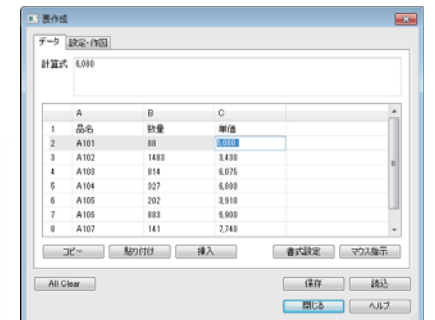 表作成
データ 設定・作図
計算式 6,080
A B C
1 品名 数量 単価
2 A101 88 6,080
3 A102 1483 3,430
4 A103 814 6,075
5 A104 327 6,880
6 A105 202 3,910
7 A106 883 6,900
8 A107 141 7,740
コピー 貼り付け 挿入 書式設定 マウス指示
All Clear 保存 読込
閉じる ヘルプ